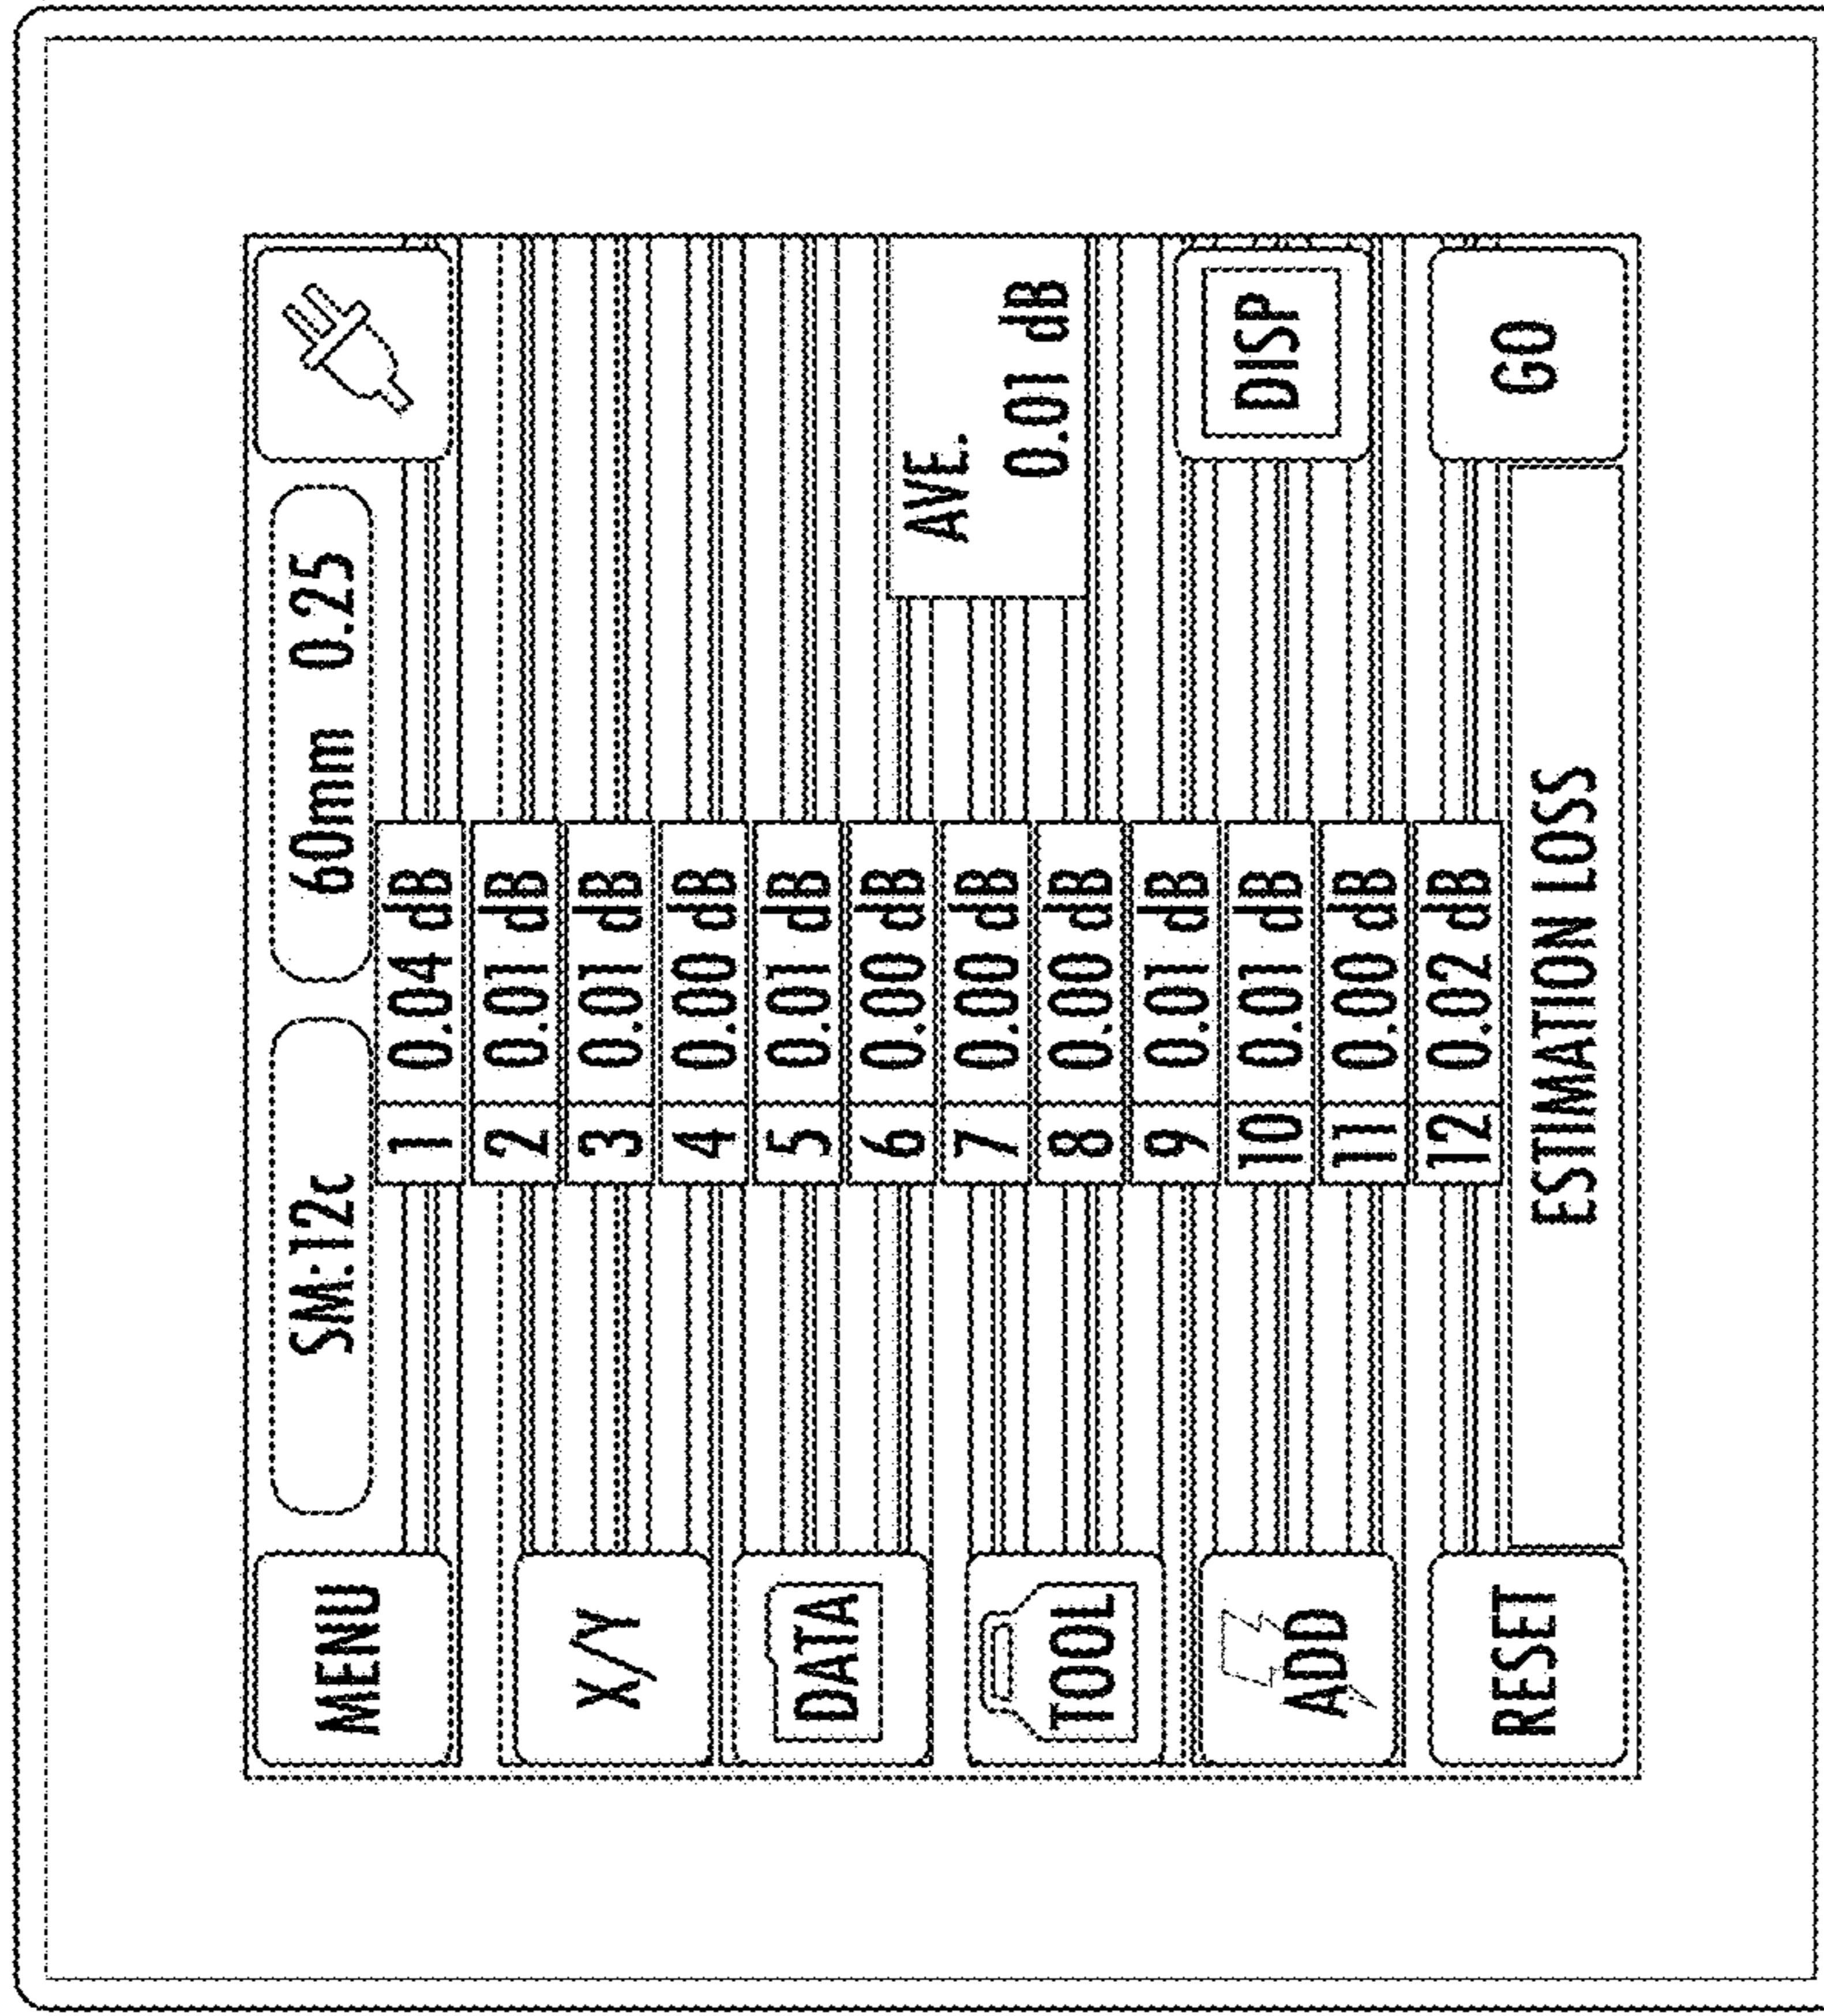 MENU
SM:12c
60mm 0.25
1 0.04 dB
2 0.01 dB
3 0.01 dB
4 0.00 dB
5 0.01 dB
6 0.00 dB
7 0.00 dB
8 0.00 dB
9 0.01 dB
10 0.01 dB
11 0.00 dB
12 0.02 dB
X/Y
DATA
TOOL
ADD
AVE.
0.01 dB
DISP
RESET
ESTIMATION LOSS
GO